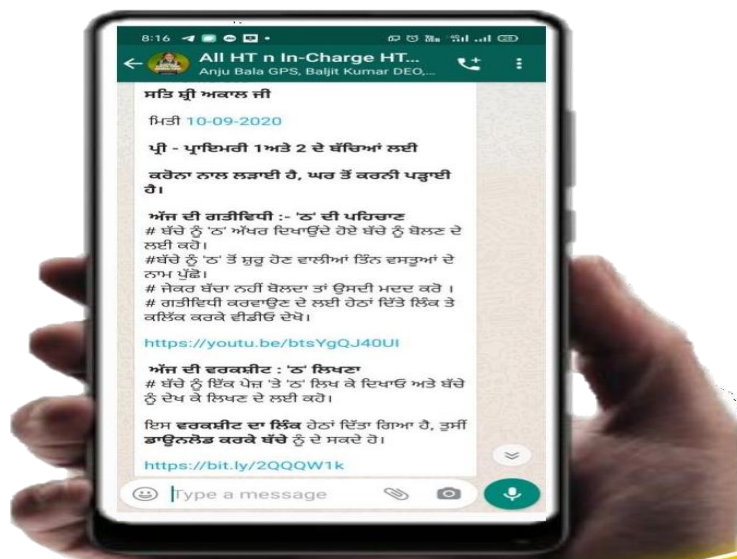 8:16
All HT n In-Charge HT...
Anju Bala GPS, Baljit Kumar DEO,...
ਸਤਿ ਸ਼੍ਰੀ ਅਕਾਲ ਜੀ
ਮਿਤੀ 10-09-2020
ਪ੍ਰੀ - ਪ੍ਰਾਇਮਰੀ 1ਅਤੇ 2 ਦੇ ਬੱਚਿਆਂ ਲਈ
ਕਰੋਨਾ ਨਾਲ ਲੜਾਈ ਹੈ, ਘਰ ਤੋਂ ਕਰਨੀ ਪੜ੍ਹਾਈ
ਹੈ।
ਅੱਜ ਦੀ ਗਤੀਵਿਧੀ :- 'ਠ' ਦੀ ਪਹਿਚਾਣ
# ਬੱਚੇ ਨੂੰ 'ਠ' ਅੱਖਰ ਦਿਖਾਉਂਦੇ ਹੋਏ ਬੱਚੇ ਨੂੰ ਬੋਲਣ ਦੇ
ਲਈ ਕਹੋ।
#ਬੱਚੇ ਨੂੰ 'ਠ' ਤੋਂ ਸ਼ੁਰੂ ਹੋਣ ਵਾਲੀਆਂ ਤਿੰਨ ਵਸਤੂਆਂ ਦੇ
ਨਾਮ ਪੁੱਛੋ।
# ਜੇਕਰ ਬੱਚਾ ਨਹੀਂ ਬੋਲਦਾ ਤਾਂ ਉਸਦੀ ਮਦਦ ਕਰੋ ।
# ਗਤੀਵਿਧੀ ਕਰਵਾਉਣ ਦੇ ਲਈ ਹੇਠਾਂ ਦਿੱਤੇ ਲਿੰਕ ਤੇ
ਕਲਿੱਕ ਕਰਕੇ ਵੀਡੀਓ ਦੇਖੋ।
https://youtu.be/btsYgQJ40UI
ਅੱਜ ਦੀ ਵਰਕਸ਼ੀਟ : 'ਠ' ਲਿਖਣਾ
# ਬੱਚੇ ਨੂੰ ਇੱਕ ਪੇਜ਼ 'ਤੇ 'ਠ' ਲਿਖ ਕੇ ਦਿਖਾਓ ਅਤੇ ਬੱਚੇ
ਨੂੰ ਦੇਖ ਕੇ ਲਿਖਣ ਦੇ ਲਈ ਕਹੋ।
ਇਸ ਵਰਕਸ਼ੀਟ ਦਾ ਲਿੰਕ ਹੇਠਾਂ ਦਿੱਤਾ ਗਿਆ ਹੈ, ਤੁਸੀਂ
ਡਾਊਨਲੋਡ ਕਰਕੇ ਬੱਚੇ ਨੂੰ ਦੇ ਸਕਦੇ ਹੋ।
https://bit.ly/2QQQW1k
Type a message